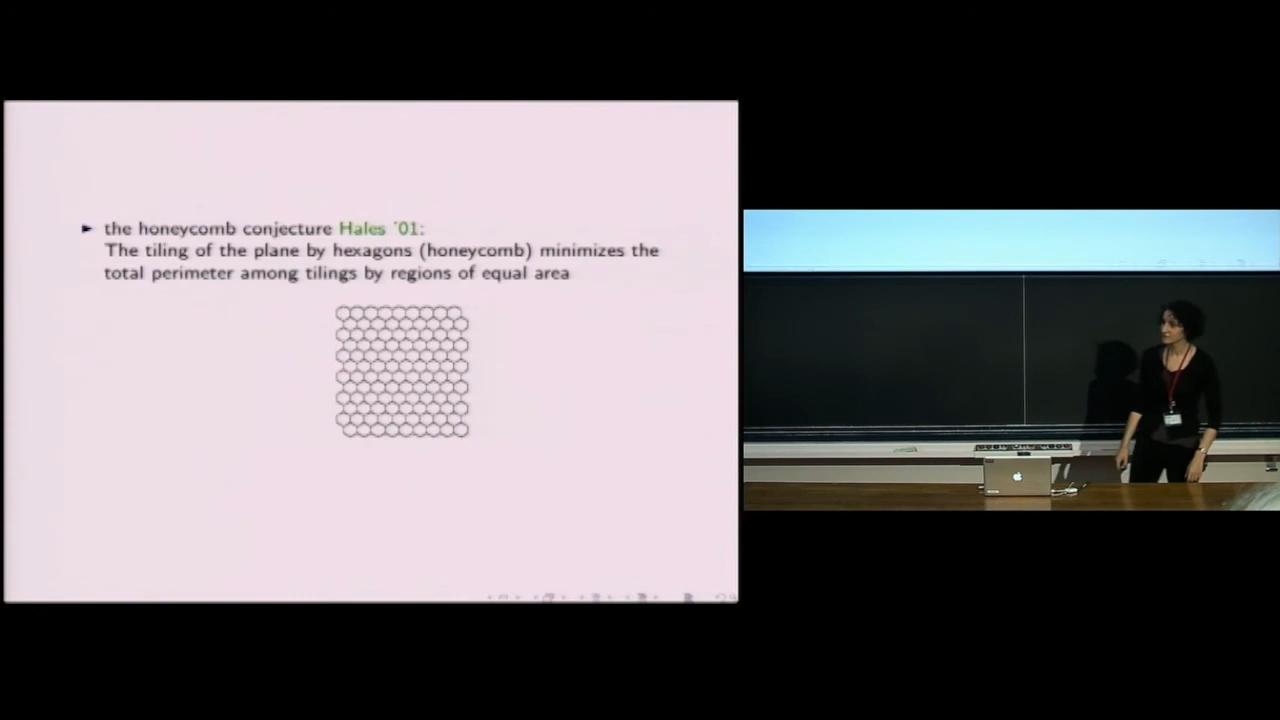 ► the honeycomb conjecture Hales '01:
The tiling of the plane by hexagons (honeycomb) minimizes the
total perimeter among tilings by regions of equal area